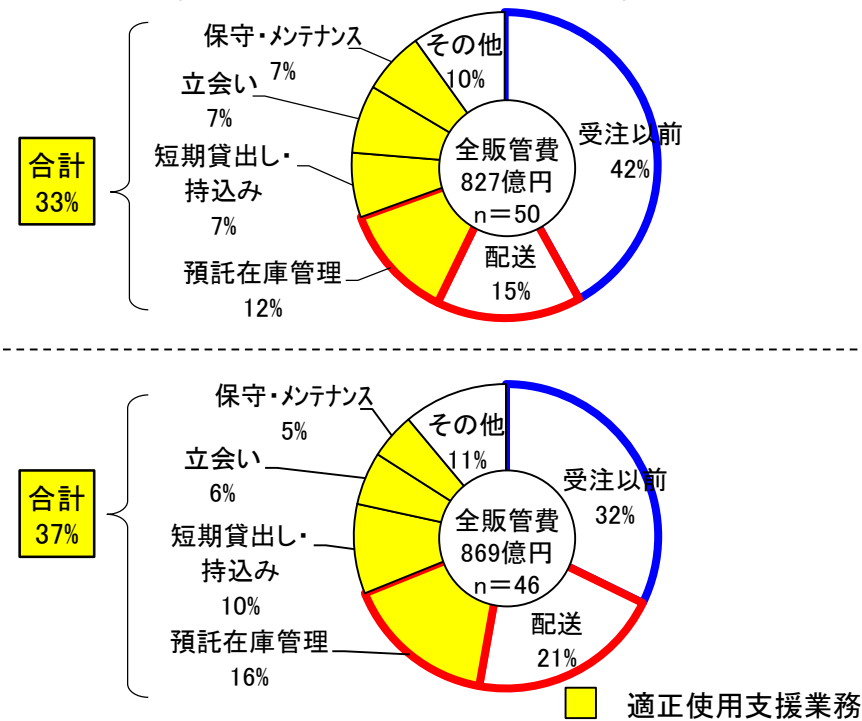 保守・メンテナンス
7%
その他
10%
立会い
7%
受注以前
42%
合計
33%
短期貸出し・
持込み
7%
全販管費
827億円
n=50
預託在庫管理
12%
配送
15%
保守・メンテナンス
5%
その他
11%
立会い
6%
受注以前
32%
合計
37%
短期貸出し・
持込み
10%
全販管費
869億円
n=46
預託在庫管理
16%
配送
21%
適正使用支援業務